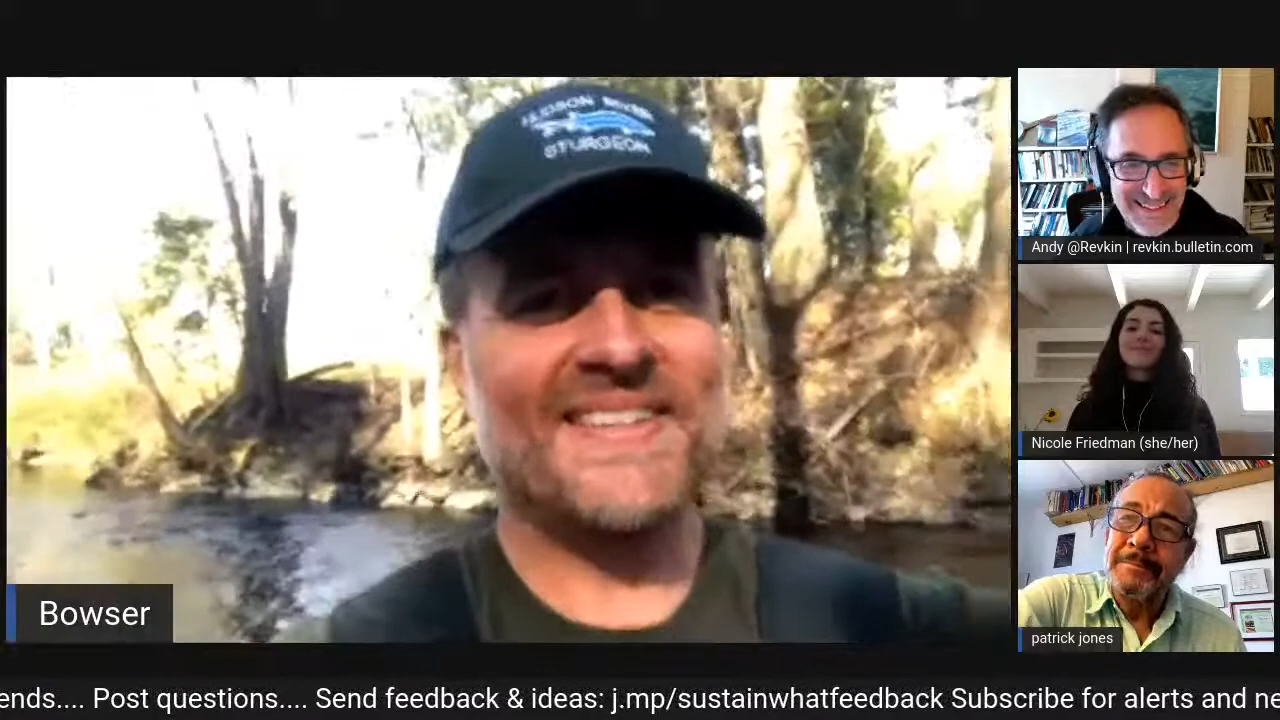 HUDSON RIVER
STURGEON
Bowser
Andy @Revkin | revkin.bulletin.com
Nicole Friedman (she/her)
patrick jones
ends.... Post questions.... Send feedback & ideas: j.mp/sustainwhatfeedback Subscribe for alerts and ne